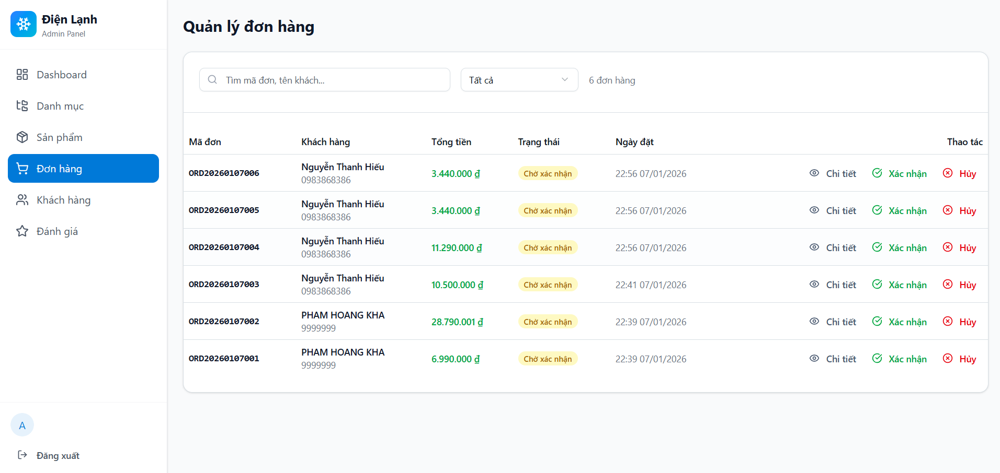 Điện Lạnh
Admin Panel
Dashboard
Danh mục
Sản phẩm
Đơn hàng
Khách hàng
Đánh giá
A
Đăng xuất
Quản lý đơn hàng
Tìm mã đơn, tên khách... Tất cả 6 đơn hàng
Mã đơn Khách hàng Tổng tiền Trạng thái Ngày đặt Thao tác
ORD20260107006 Nguyễn Thanh Hiếu 3.440.000 ₫ Chờ xác nhận 22:56 07/01/2026 Chi tiết Xác nhận Hủy
0983868386
ORD20260107005 Nguyễn Thanh Hiếu 3.440.000 ₫ Chờ xác nhận 22:56 07/01/2026 Chi tiết Xác nhận Hủy
0983868386
ORD20260107004 Nguyễn Thanh Hiếu 11.290.000 ₫ Chờ xác nhận 22:56 07/01/2026 Chi tiết Xác nhận Hủy
0983868386
ORD20260107003 Nguyễn Thanh Hiếu 10.500.000 ₫ Chờ xác nhận 22:41 07/01/2026 Chi tiết Xác nhận Hủy
0983868386
ORD20260107002 PHAM HOANG KHA 28.790.001 ₫ Chờ xác nhận 22:39 07/01/2026 Chi tiết Xác nhận Hủy
9999999
ORD20260107001 PHAM HOANG KHA 6.990.000 ₫ Chờ xác nhận 22:39 07/01/2026 Chi tiết Xác nhận Hủy
9999999